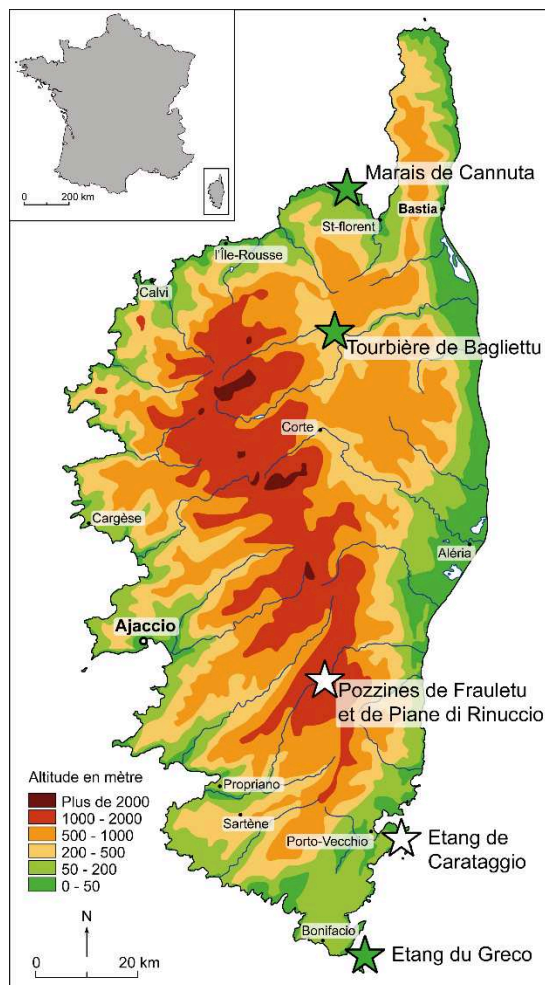 0 200 km
Marais de Cannuta
Bastia
St-florent
l'Île-Rousse
Calvi
Tourbière de Bagliettu
Corte
Cargèse
Aléria
Ajaccio
Pozzines de Frauletu
et de Piane di Rinuccio
Altitude en mètre
Plus de 2000
1000 - 2000
500 - 1000
200 - 500
50 - 200
0 - 50
Propriano
Sartène
Porto-Vecchio
Etang de
Carataggio
N
0 20 km
Bonifacio
Etang du Greco